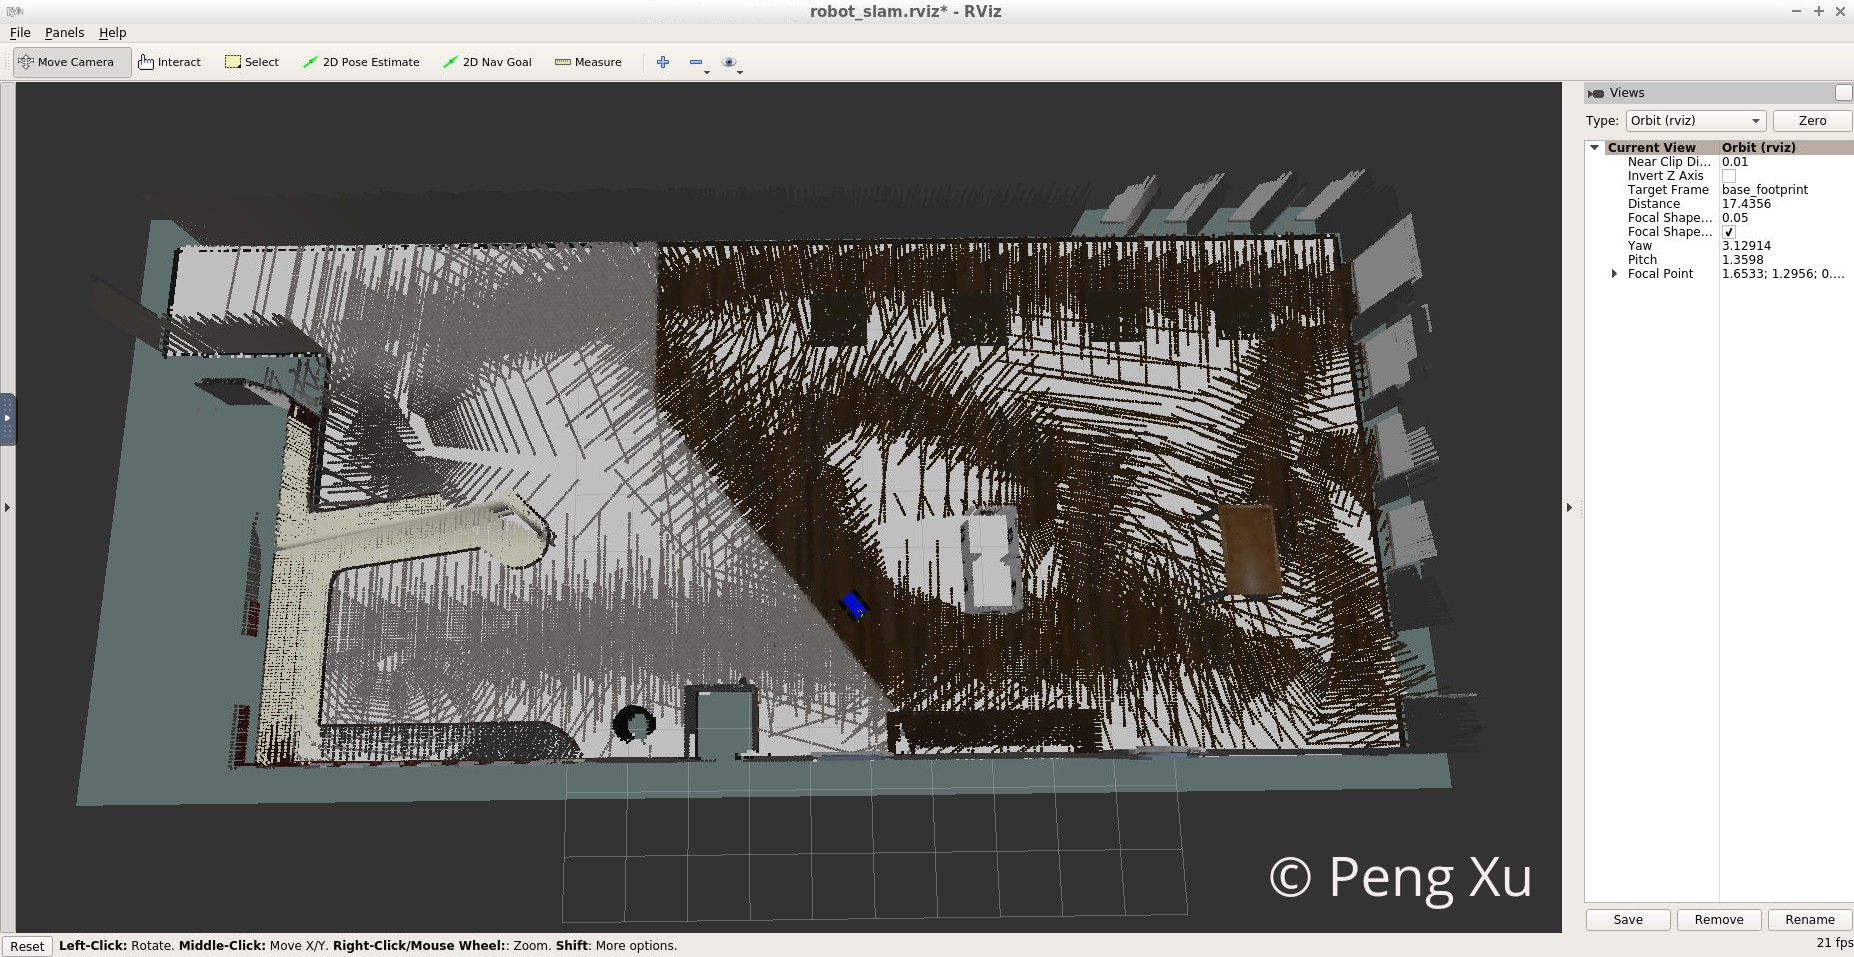 robot_slam.rviz* - RViz
File Panels Help
Move Camera Interact Select 2D Pose Estimate 2D Nav Goal Measure
Views
Type: Orbit (rviz) Zero
Current View Orbit (rviz)
Near Clip Di... 0.01
Invert Z Axis
Target Frame base_footprint
Distance 17.4356
Focal Shape... 0.05
Focal Shape... ✓
Yaw 3.12914
Pitch 1.3598
Focal Point 1.6533; 1.2956; 0....
© Peng Xu
Save Remove Rename
Reset Left-Click: Rotate. Middle-Click: Move X/Y. Right-Click/Mouse Wheel:: Zoom. Shift: More options.
21 fps